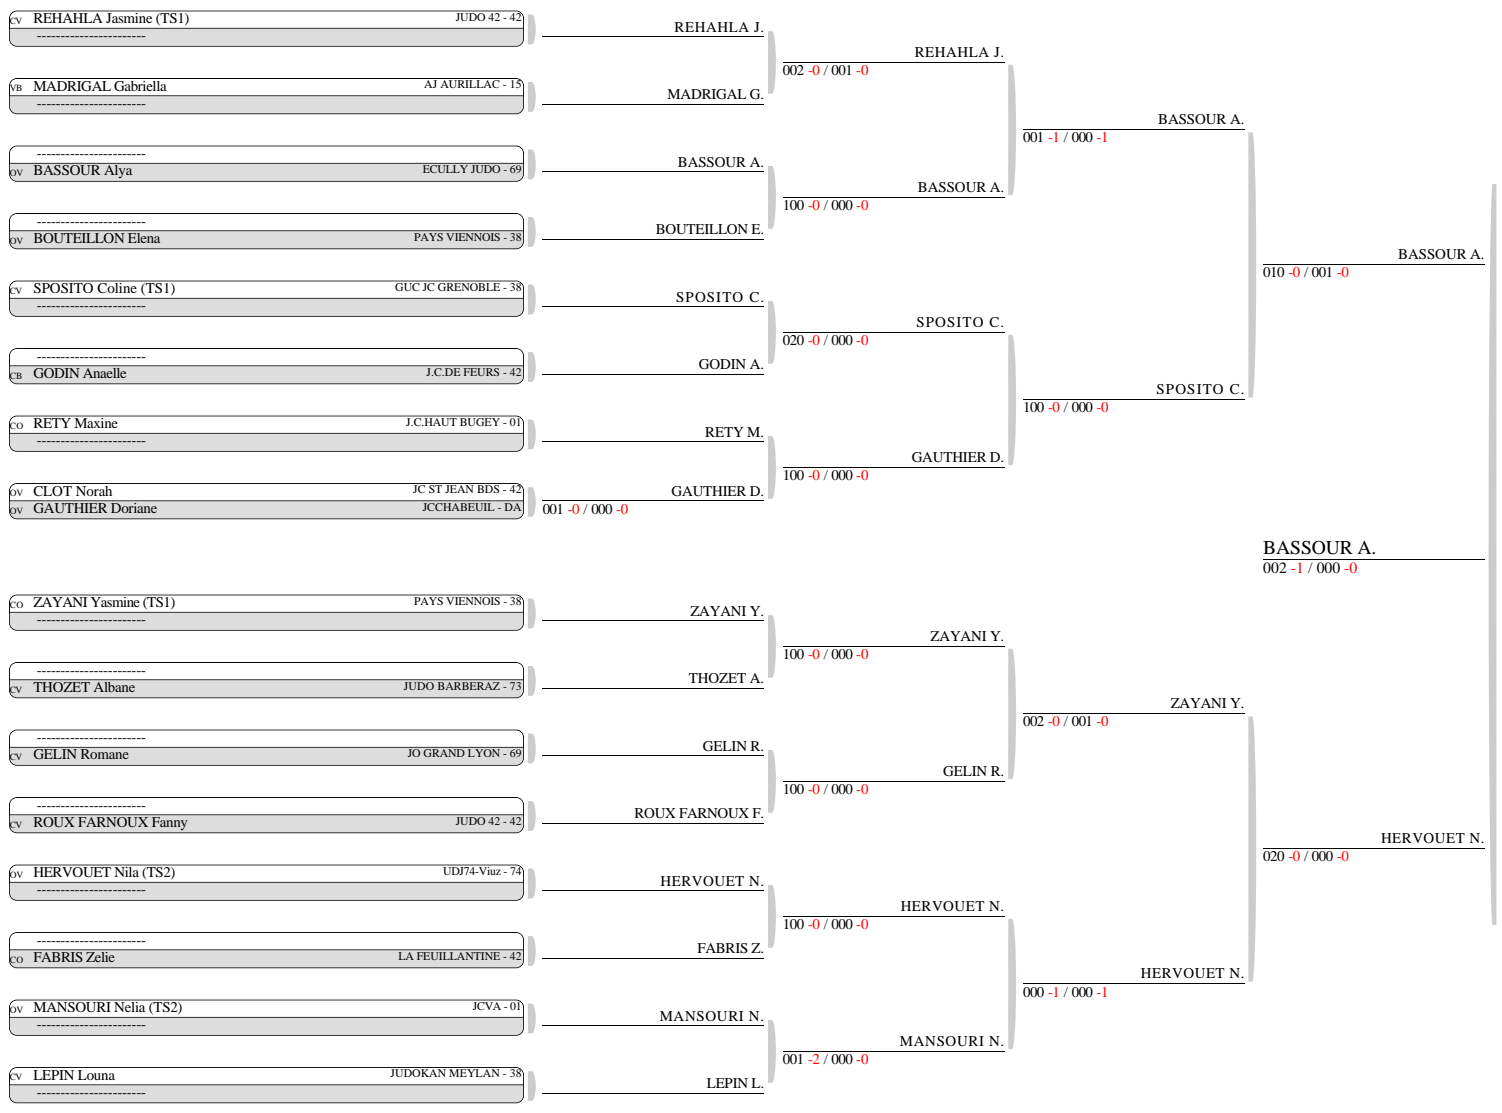 CV REHAHLA Jasmine (TS1) JUDO 42 - 42
-----------------------
VB MADRIGAL Gabriella AJ AURILLAC - 15
-----------------------
-----------------------
OV BASSOUR Alya ECULLY JUDO - 69
-----------------------
OV BOUTEILLON Elena PAYS VIENNOIS - 38
CV SPOSITO Coline (TS1) GUC JC GRENOBLE - 38
-----------------------
-----------------------
CB GODIN Anaelle J.C.DE FEURS - 42
CO RETY Maxine J.C.HAUT BUGEY - 01
-----------------------
OV CLOT Norah JC ST JEAN BDS - 42
OV GAUTHIER Doriane JCCHABEUIL - DA
CO ZAYANI Yasmine (TS1) PAYS VIENNOIS - 38
-----------------------
-----------------------
CV THOZET Albane JUDO BARBERAZ - 73
-----------------------
CV GELIN Romane JO GRAND LYON - 69
-----------------------
CV ROUX FARNOUX Fanny JUDO 42 - 42
OV HERVOUET Nila (TS2) UDJ74-Viuz - 74
-----------------------
-----------------------
CO FABRIS Zelie LA FEUILLANTINE - 42
OV MANSOURI Nelia (TS2) JCVA - 01
-----------------------
CV LEPIN Louna JUDOKAN MEYLAN - 38
-----------------------
REHAHLA J.
MADRIGAL G.
BASSOUR A.
BOUTEILLON E.
SPOSITO C.
GODIN A.
RETY M.
GAUTHIER D.
001 -0 / 000 -0
ZAYANI Y.
THOZET A.
GELIN R.
ROUX FARNOUX F.
HERVOUET N.
FABRIS Z.
MANSOURI N.
LEPIN L.
REHAHLA J.
002 -0 / 001 -0
BASSOUR A.
100 -0 / 000 -0
SPOSITO C.
020 -0 / 000 -0
GAUTHIER D.
100 -0 / 000 -0
ZAYANI Y.
100 -0 / 000 -0
GELIN R.
100 -0 / 000 -0
HERVOUET N.
100 -0 / 000 -0
MANSOURI N.
001 -2 / 000 -0
BASSOUR A.
001 -1 / 000 -1
SPOSITO C.
100 -0 / 000 -0
ZAYANI Y.
002 -0 / 001 -0
HERVOUET N.
000 -1 / 000 -1
BASSOUR A.
010 -0 / 001 -0
BASSOUR A.
002 -1 / 000 -0
HERVOUET N.
020 -0 / 000 -0